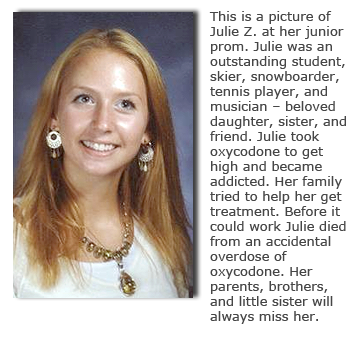 This is a picture of
Julie Z. at her junior
prom. Julie was an
outstanding student,
skier, snowboarder,
tennis player, and
musician – beloved
daughter, sister, and
friend. Julie took
oxycodone to get
high and became
addicted. Her family
tried to help her get
treatment. Before it
could work Julie died
from an accidental
overdose of
oxycodone. Her
parents, brothers,
and little sister will
always miss her.